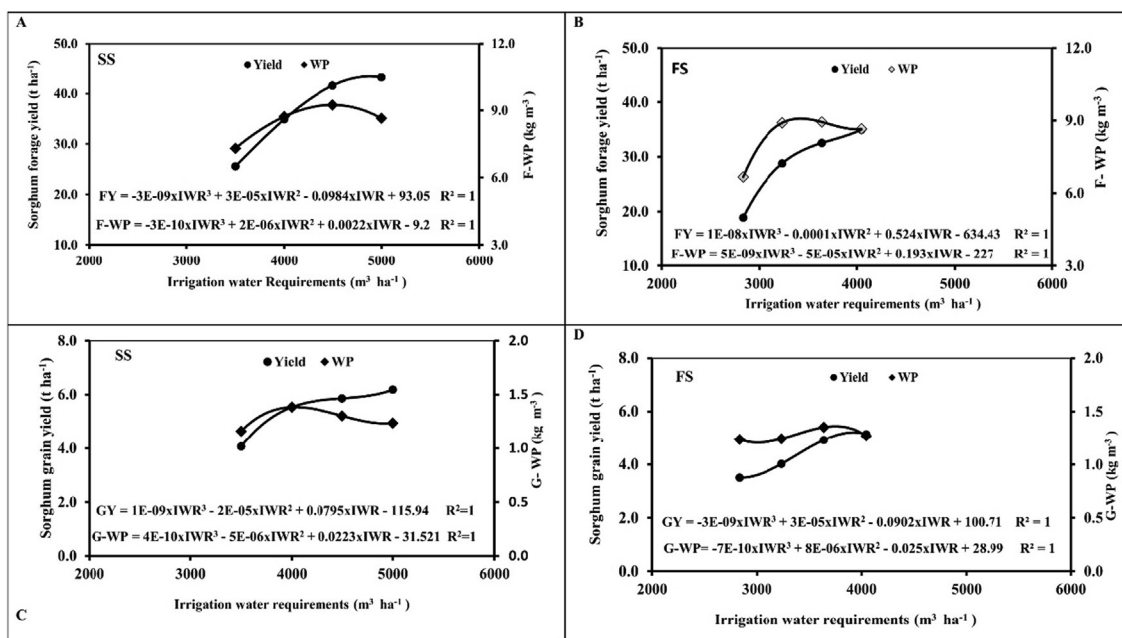 A
SS
Yield WP
50.0
40.0
30.0
20.0
10.0
12.0
9.0
6.0
3.0
2000 3000 4000 5000 6000
Sorghum forage yield (t ha⁻¹)
F-WP (kg m⁻³)
FY = -3E-09xIWR³ + 3E-05xIWR² - 0.0984xIWR + 93.05 R² = 1
F-WP = -3E-10xIWR³ + 2E-06xIWR² + 0.0022xIWR - 9.2 R² = 1
Irrigation water Requirements (m³ ha⁻¹ )
B
FS
Yield WP
50.0
40.0
30.0
20.0
10.0
12.0
9.0
6.0
3.0
2000 3000 4000 5000 6000
Sorghum forage yield (t ha⁻¹)
F- WP (kg m⁻³)
FY = 1E-08xIWR³ - 0.0001xIWR² + 0.524xIWR - 634.43 R² = 1
F-WP = 5E-09xIWR³ - 5E-05xIWR² + 0.193xIWR - 227 R² = 1
Irrigation water requirements (m³ ha⁻¹ )
SS
Yield WP
8.0
6.0
4.0
2.0
0.0
2.0
1.5
1.0
0.5
0.0
2000 3000 4000 5000 6000
Sorghum grain yield (t ha⁻¹)
G- WP (kg m⁻³)
GY = 1E-09xIWR³ - 2E-05xIWR² + 0.0795xIWR - 115.94 R²=1
G-WP = 4E-10xIWR³ - 5E-06xIWR² + 0.0223xIWR - 31.521 R²=1
Irrigation water requirements (m³ ha⁻¹ )
C
D
FS
Yield WP
8.0
6.0
4.0
2.0
0.0
2.0
1.5
1.0
0.5
0.0
2000 3000 4000 5000 6000
Sorghum grain yield (t ha⁻¹)
G-WP (kg m⁻³)
GY = -3E-09xIWR³ + 3E-05xIWR² - 0.0902xIWR + 100.71 R² = 1
G-WP= -7E-10xIWR³ + 8E-06xIWR² - 0.025xIWR + 28.99 R² = 1
Irrigation water requirements (m³ ha⁻¹ )